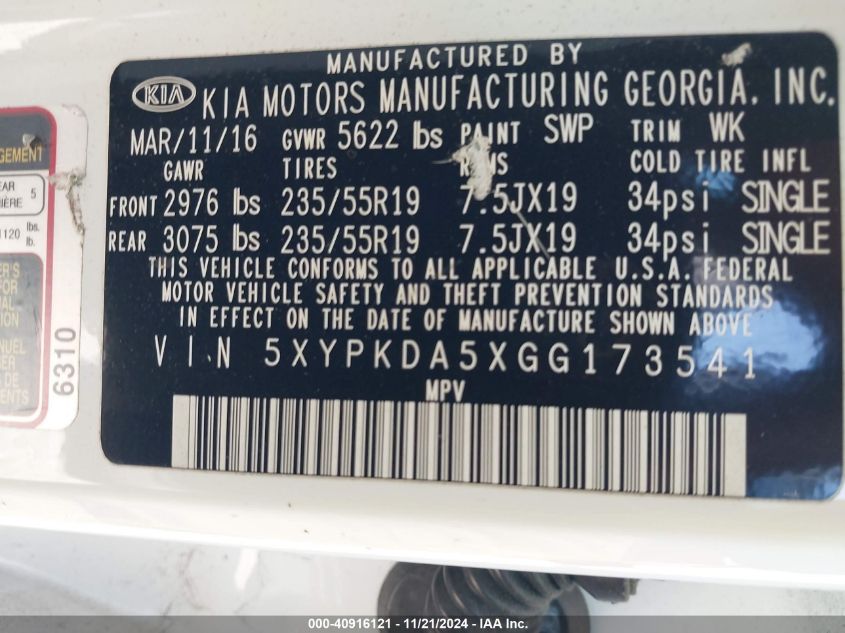 MANUFACTURED BY
KIA KIA MOTORS MANUFACTURING GEORGIA, INC.
MAR/11/16 GVWR 5622 lbs PAINT SWP TRIM WK
GAWR TIRES RIMS COLD TIRE INFL
FRONT 2976 lbs 235/55R19 7.5JX19 34psi SINGLE
REAR 3075 lbs 235/55R19 7.5JX19 34psi SINGLE
THIS VEHICLE CONFORMS TO ALL APPLICABLE U.S.A. FEDERAL
MOTOR VEHICLE SAFETY AND THEFT PREVENTION STANDARDS
IN EFFECT ON THE DATE OF MANUFACTURE SHOWN ABOVE
VIN 5XYPKDA5XGG173541
MPV
5
lbs.
lb.
6310
000-40916121 - 11/21/2024 - IAA Inc.